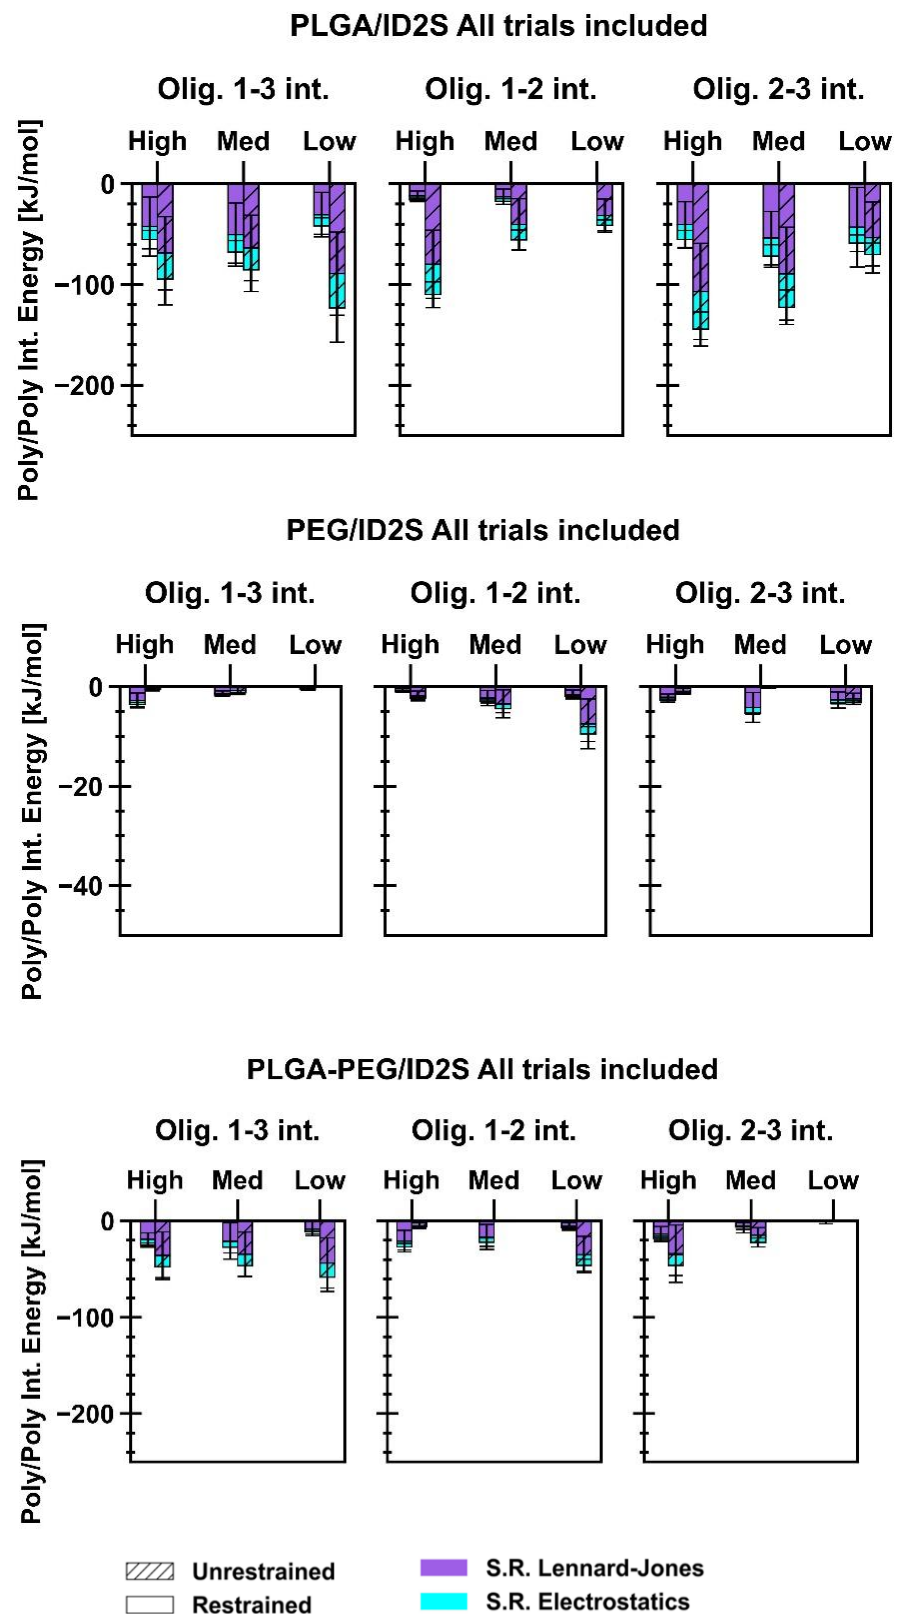 PLGA/ID2S All trials included
Olig. 1-3 int. Olig. 1-2 int. Olig. 2-3 int.
High Med Low High Med Low High Med Low
Poly/Poly Int. Energy [kJ/mol]
0
−100
−200
PEG/ID2S All trials included
Olig. 1-3 int. Olig. 1-2 int. Olig. 2-3 int.
High Med Low High Med Low High Med Low
Poly/Poly Int. Energy [kJ/mol]
0
−20
−40
PLGA-PEG/ID2S All trials included
Olig. 1-3 int. Olig. 1-2 int. Olig. 2-3 int.
High Med Low High Med Low High Med Low
Poly/Poly Int. Energy [kJ/mol]
0
−100
−200
Unrestrained S.R. Lennard-Jones
Restrained S.R. Electrostatics